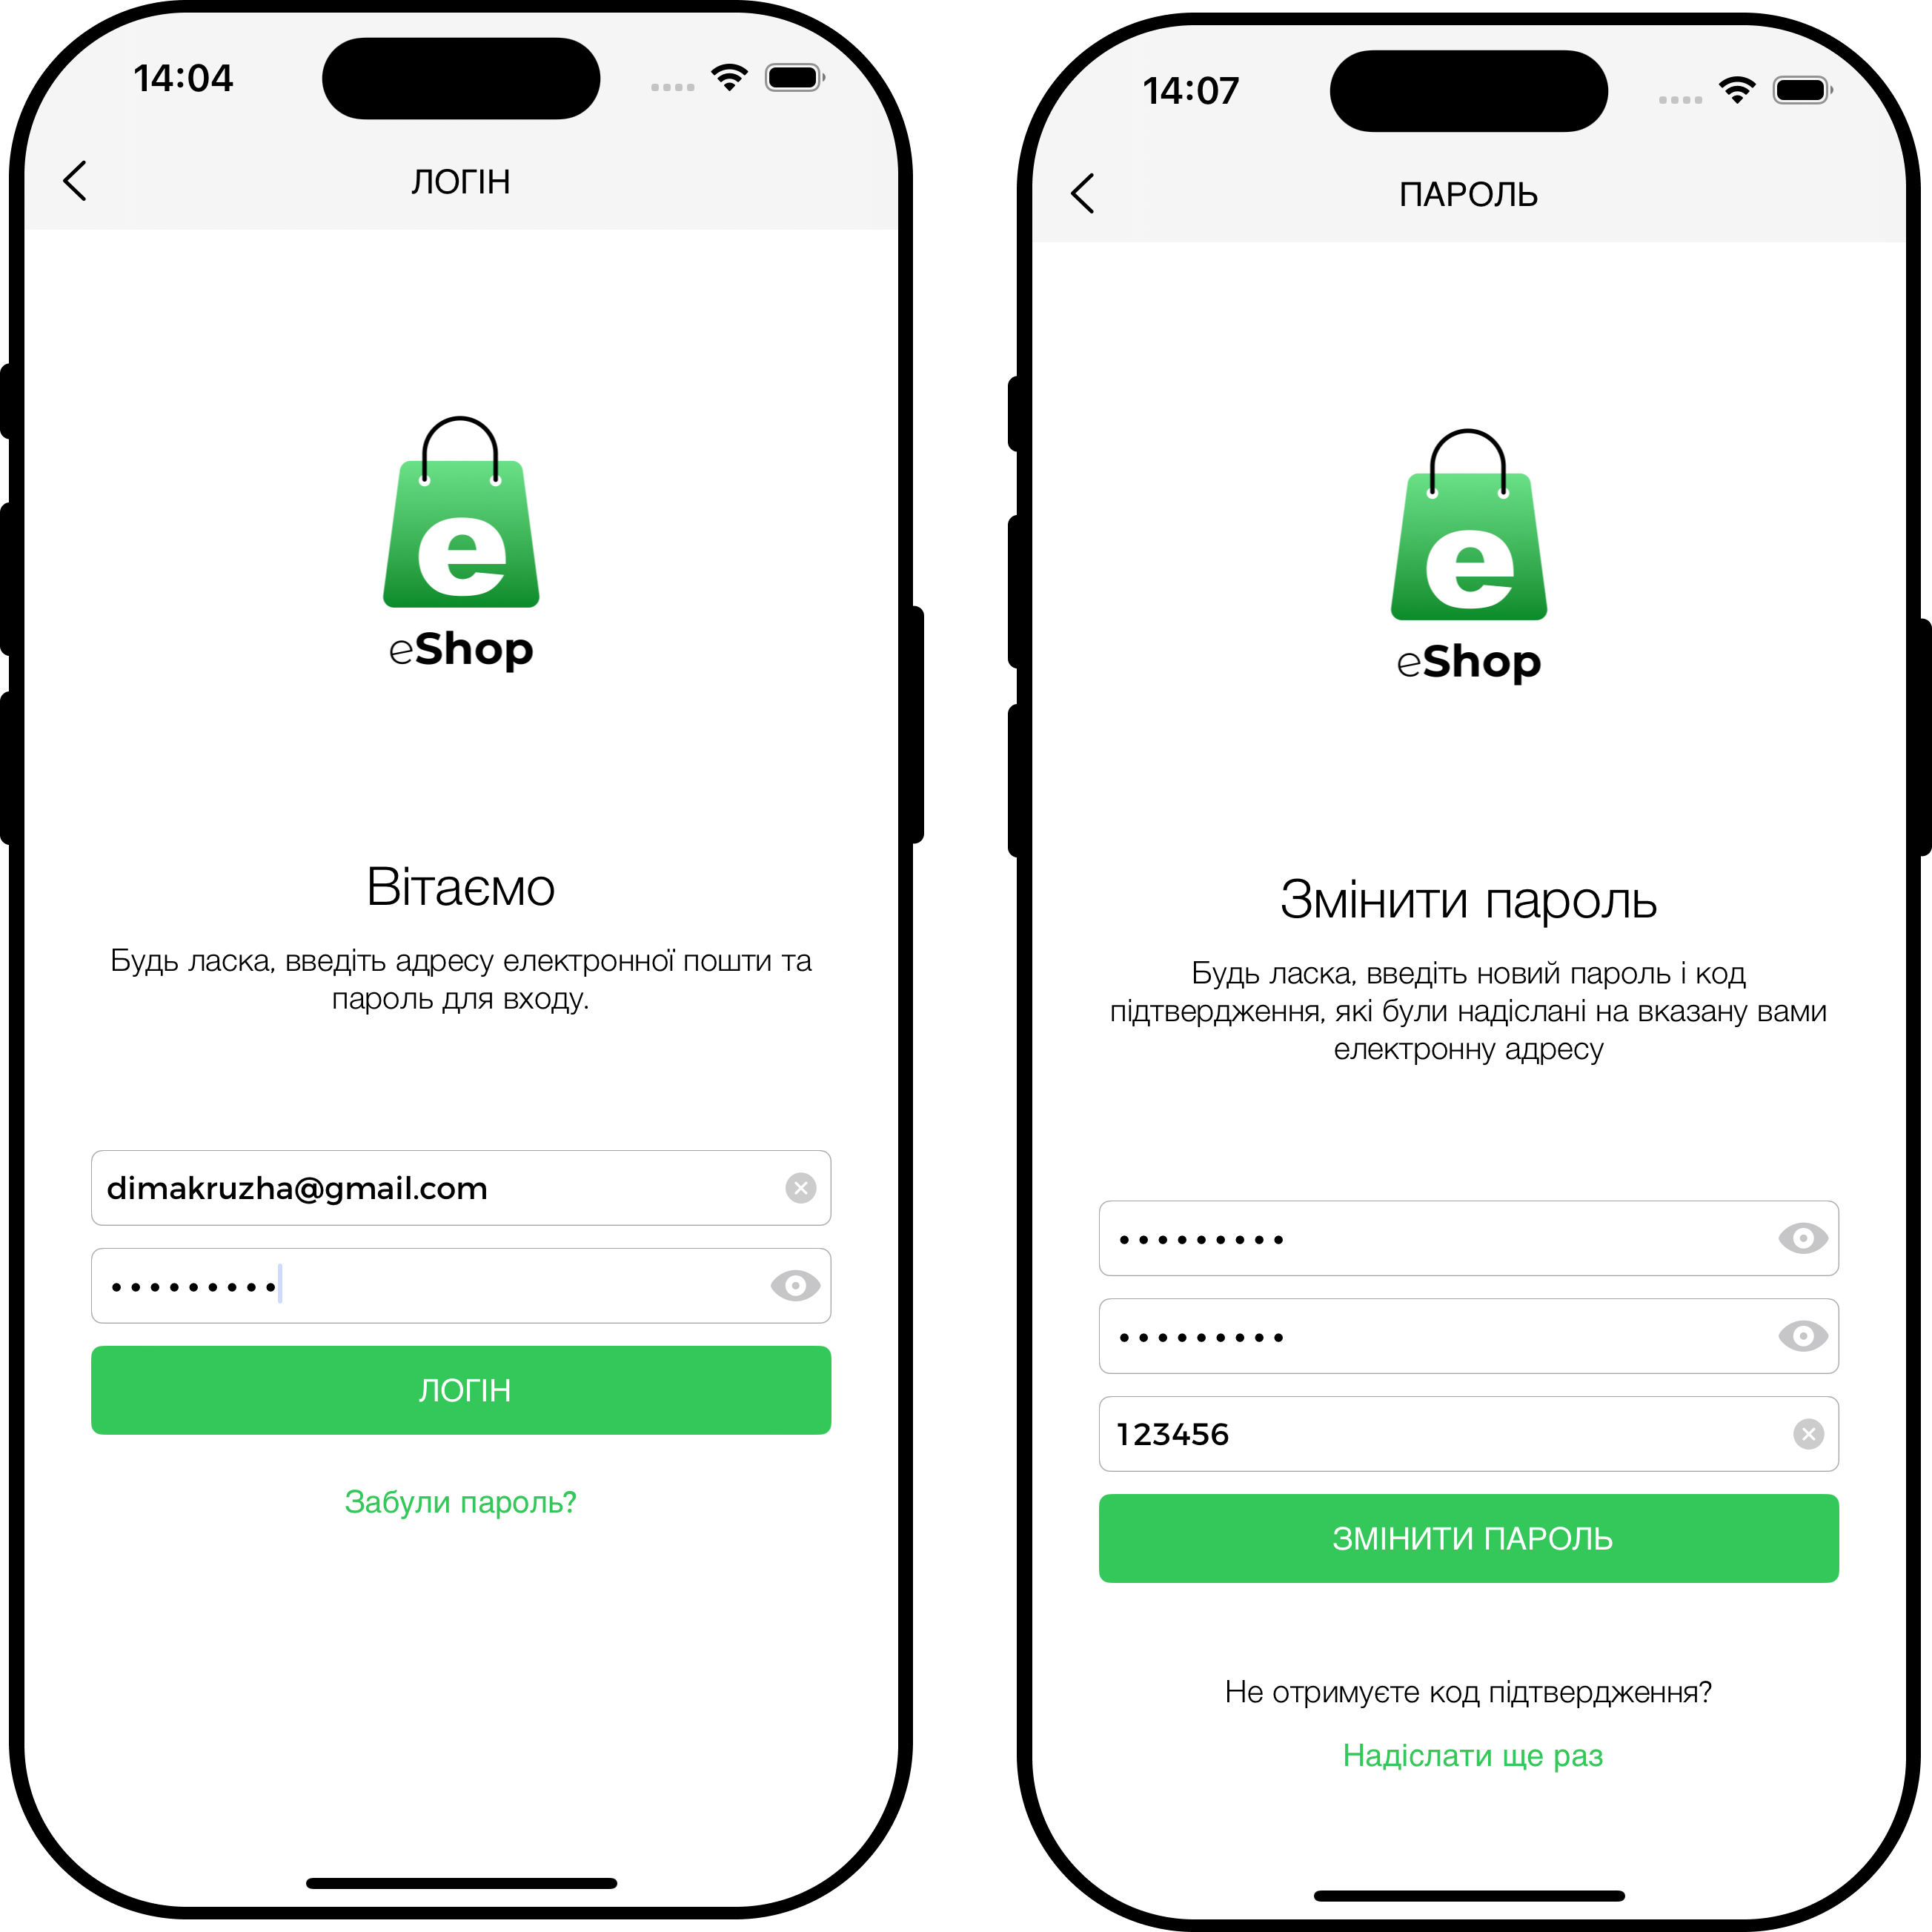 14:04
ЛОГІН
e
eShop
Вітаємо
Будь ласка, введіть адресу електронної пошти та
пароль для входу.
dimakruzha@gmail.com
•••••••••
ЛОГІН
Забули пароль?
14:07
ПАРОЛЬ
e
eShop
Змінити пароль
Будь ласка, введіть новий пароль і код
підтвердження, які були надіслані на вказану вами
електронну адресу
•••••••••
•••••••••
123456
ЗМІНИТИ ПАРОЛЬ
Не отримуєте код підтвердження?
Надіслати ще раз